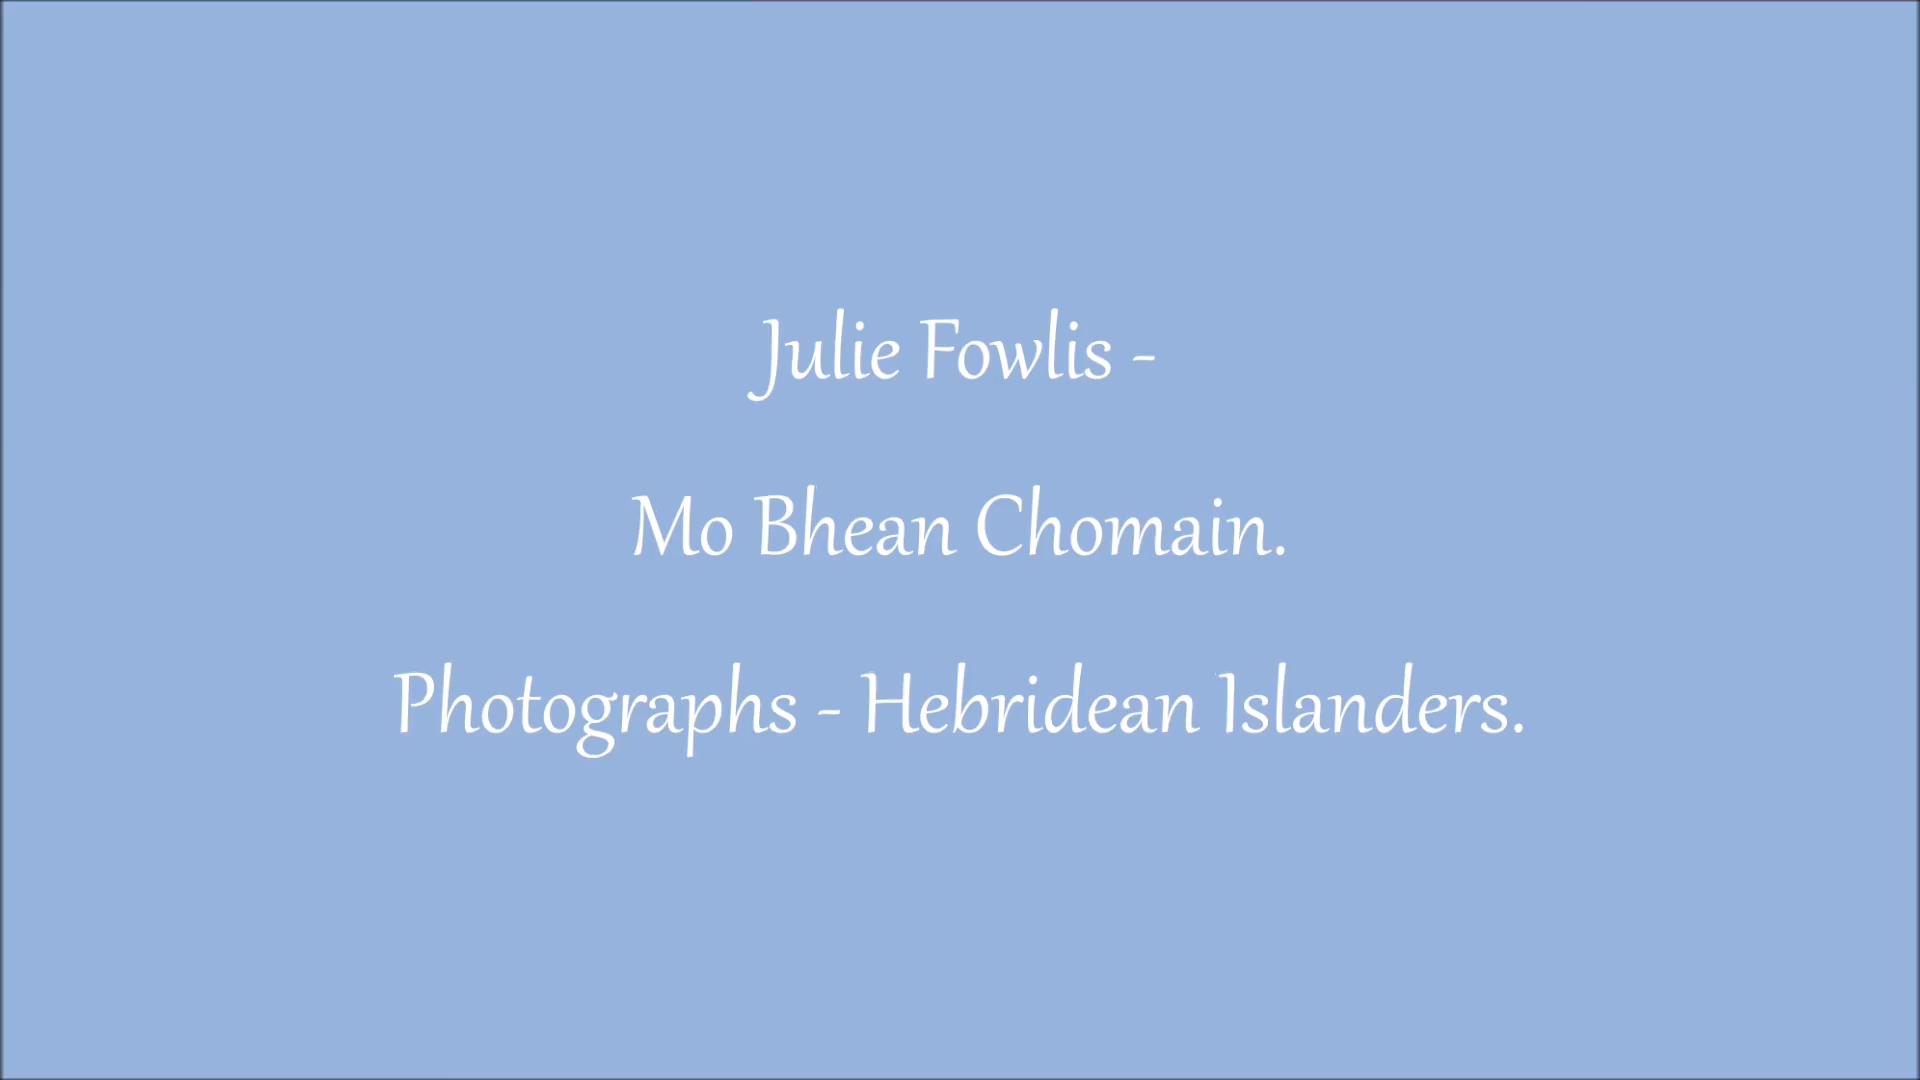 Julie Fowlis -
Mo Bhean Chomain.
Photographs - Hebridean Islanders.